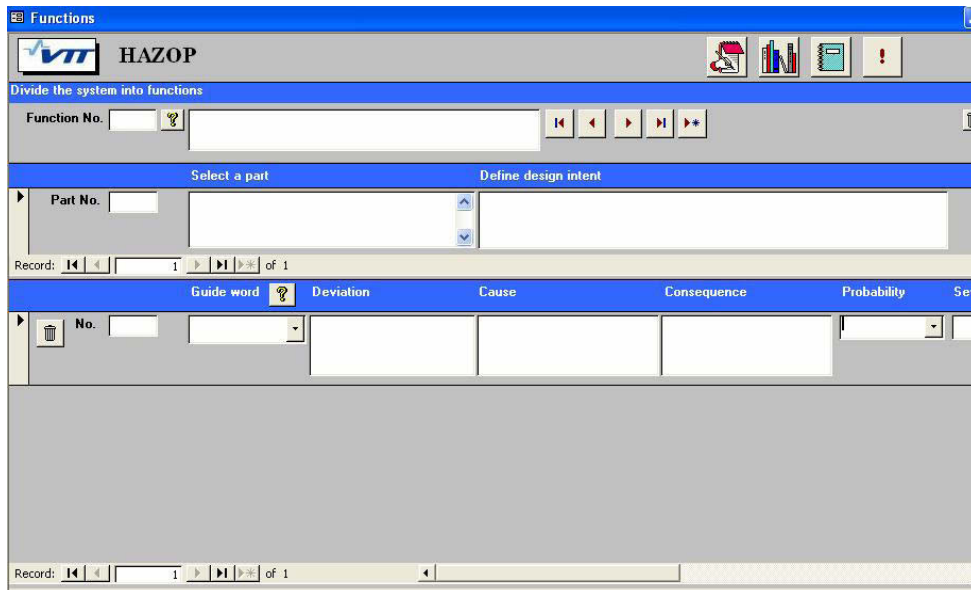 Functions
VTT HAZOP
Divide the system into functions
Function No.
Select a part Define design intent
Part No.
Record: 1 of 1
Guide word Deviation Cause Consequence Probability Se
No.
Record: 1 of 1